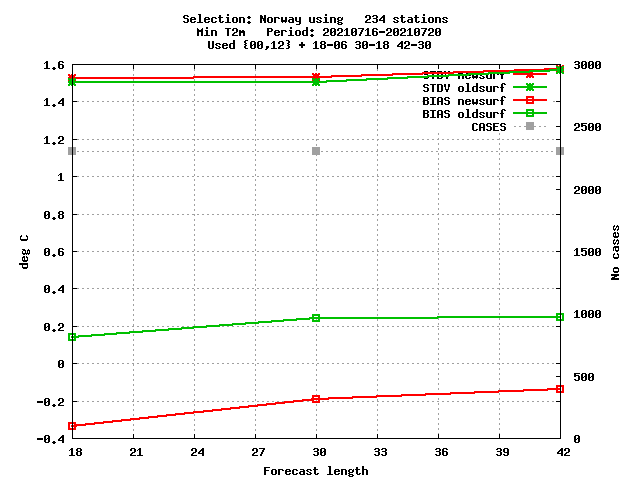 Selection: Norway using   234 stations
Min T2m   Period: 20210716-20210720
Used {00,12} + 18-06 30-18 42-30
1.6
1.4
1.2
1
0.8
0.6
0.4
0.2
0
-0.2
-0.4
deg C
3000
2500
2000
1500
1000
500
0
No cases
STDV newsurf
STDV oldsurf
BIAS newsurf
BIAS oldsurf
CASES
18 21 24 27 30 33 36 39 42
Forecast length